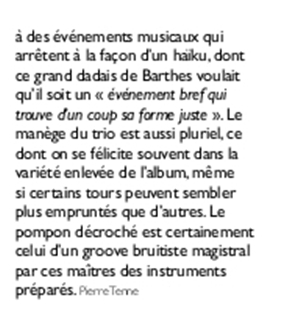 à des événements musicaux qui
arrêtent à la façon d'un haïku, dont
ce grand dadais de Barthes voulait
qu'il soit un « événement bref qui
trouve d'un coup sa forme juste ». Le
manège du trio est aussi pluriel, ce
dont on se félicite souvent dans la
variété enlevée de l'album, même
si certains tours peuvent sembler
plus empruntés que d'autres. Le
pompon décroché est certainement
celui d'un groove bruitiste magistral
par ces maîtres des instruments
préparés. Pierre Tenne